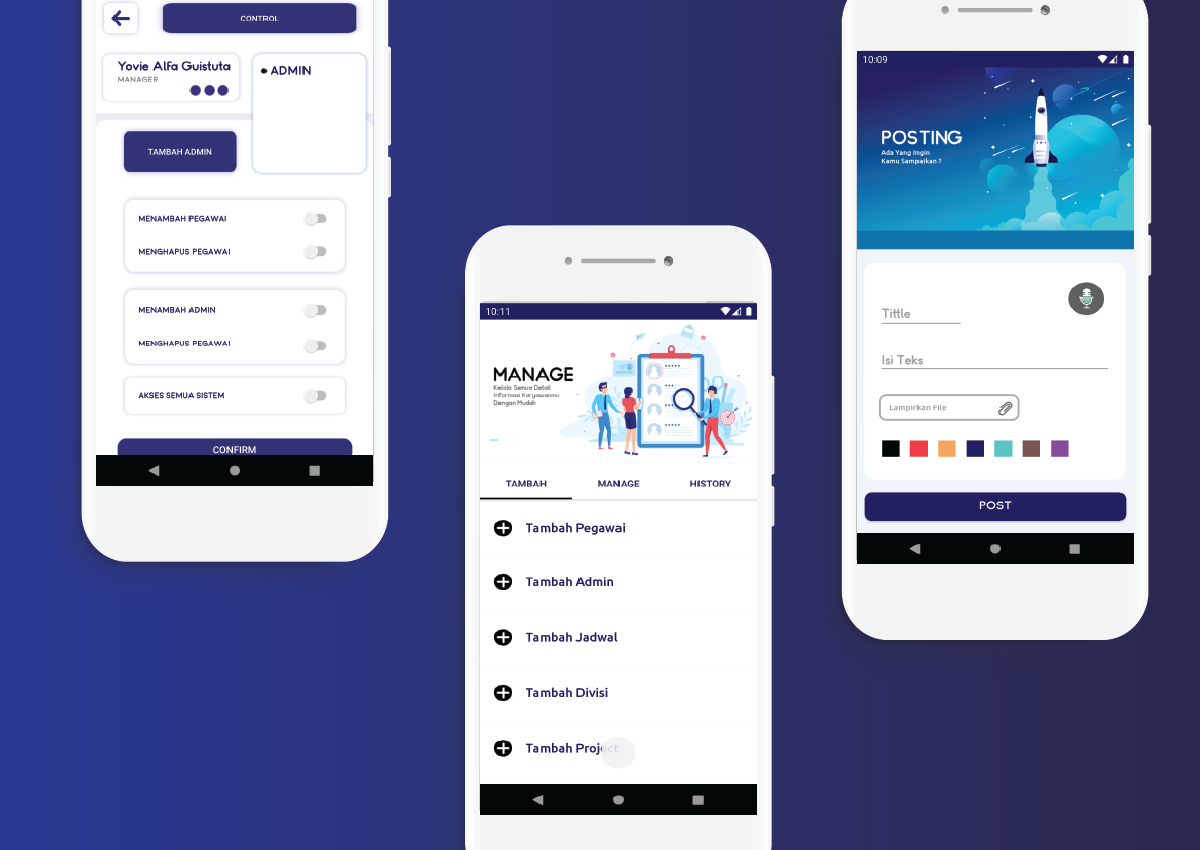 CONTROL
Yovie Alfa Guistuta
MANAGER
ADMIN
TAMBAH ADMIN
MENAMBAH PEGAWAI
MENGHAPUS PEGAWAI
MENAMBAH ADMIN
MENGHAPUS PEGAWAI
AKSES SEMUA SISTEM
CONFIRM
10:11
MANAGE
Kelola Semua Detail
Informasi Karyawanmu
Dengan Mudah
TAMBAH
MANAGE
HISTORY
Tambah Pegawai
Tambah Admin
Tambah Jadwal
Tambah Divisi
Tambah Project
10:09
POSTING
Ada Yang Imgin
Kamu Sampaikan ?
Tittle
Isi Teks
Lampirkan File
POST